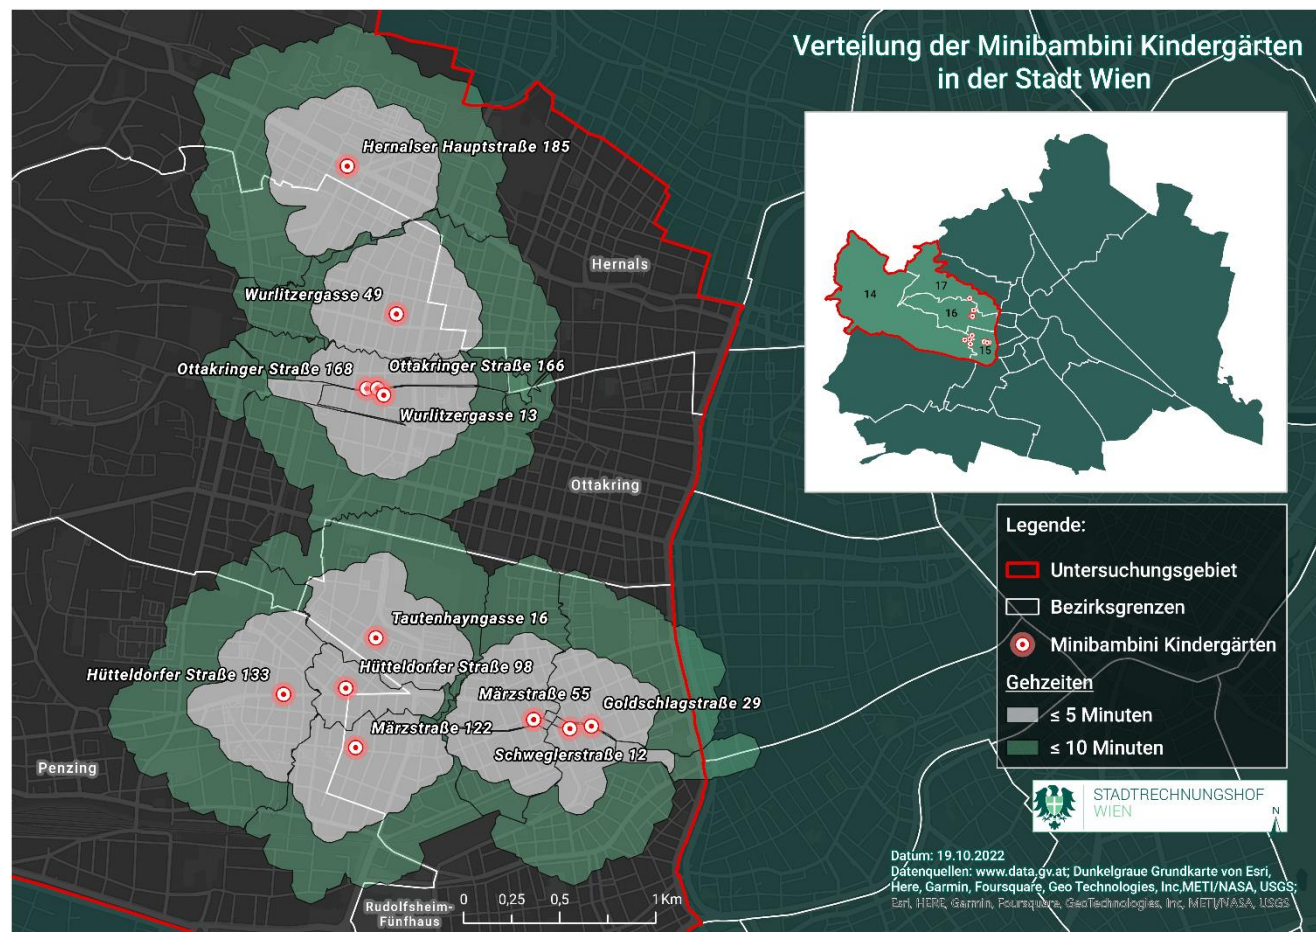 Verteilung der Minibambini Kindergärten
in der Stadt Wien
Hernalser Hauptstraße 185
Hernals
Wurlitzergasse 49
Ottakringer Straße 168
Ottakringer Straße 166
Wurlitzergasse 13
Ottakring
Tautenhayngasse 16
Hütteldorfer Straße 98
Hütteldorfer Straße 133
Märzstraße 55
Goldschlagstraße 29
Märzstraße 122
Schweglerstraße 12
Penzing
Rudolfsheim-
Fünfhaus
0 0,25 0,5 1 Km
14
17
16
15
Legende:
Untersuchungsgebiet
Bezirksgrenzen
Minibambini Kindergärten
Gehzeiten
≤ 5 Minuten
≤ 10 Minuten
STADTRECHNUNGSHOF
WIEN
N
Datum: 19.10.2022
Datenquellen: www.data.gv.at; Dunkelgraue Grundkarte von Esri,
Here, Garmin, Foursquare, Geo Technologies, Inc,METI/NASA, USGS;
Esri, HERE, Garmin, Foursquare, GeoTechnologies, Inc, METI/NASA, USGS